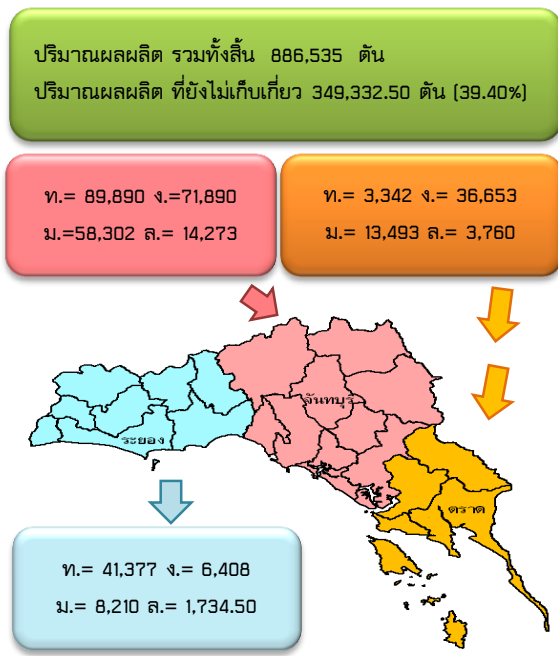 ปริมาณผลผลิต รวมทั้งสิ้น 886,535 ตัน
ปริมาณผลผลิต ที่ยังไม่เก็บเกี่ยว 349,332.50 ตัน (39.40%)
ท.= 89,890 ง.=71,890
ม.=58,302 ล.= 14,273
ท.= 3,342 ง.= 36,653
ม.= 13,493 ล.= 3,760
จันทบุรี
ระยอง
ตราด
ท.= 41,377 ง.= 6,408
ม.= 8,210 ล.= 1,734.50